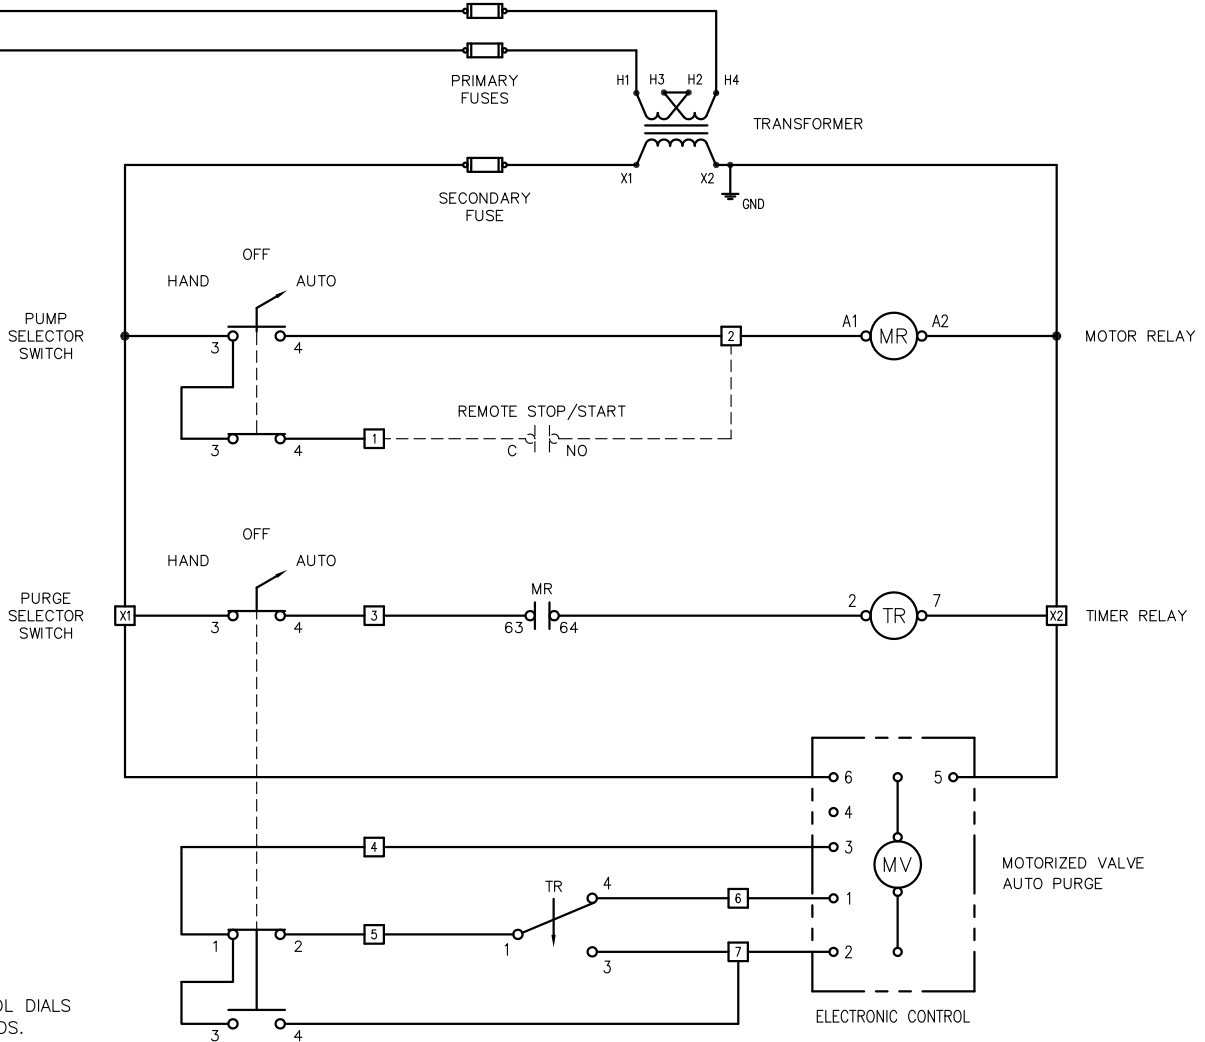 PRIMARY
FUSES
H1 H3 H2 H4
TRANSFORMER
X1 X2
GND
SECONDARY
FUSE
OFF
HAND AUTO
PUMP
SELECTOR
SWITCH
3 4
2
A1 MR A2
MOTOR RELAY
REMOTE STOP/START
3 4
1
C NO
OFF
HAND AUTO
PURGE
SELECTOR
SWITCH
X1
3 4
3
MR
63 64
2 TR 7
X2
TIMER RELAY
6 5
4
4
3
MV
MOTORIZED VALVE
AUTO PURGE
TR
4
6
1
1 2
5
1
3
7
2
OL DIALS
DS.
3 4
ELECTRONIC CONTROL